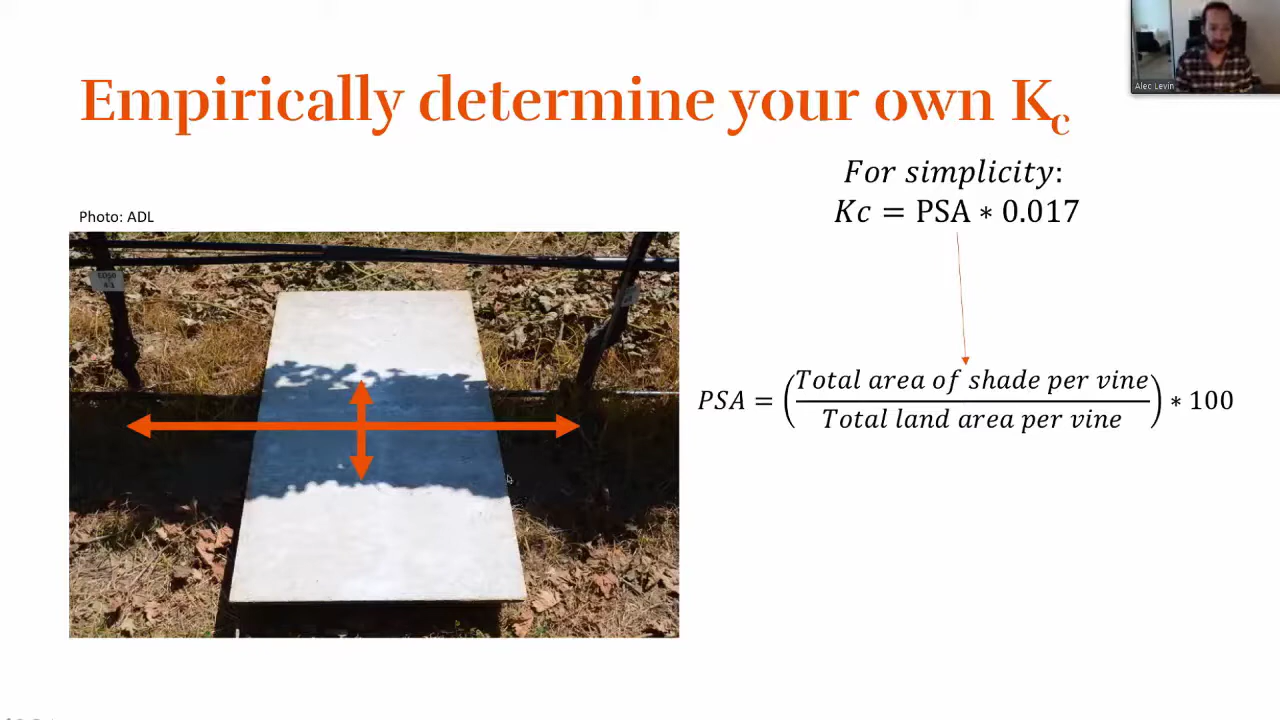 Empirically determine your own Kc
For simplicity:
Kc = PSA ∗ 0.017
Photo: ADL
PSA = (Total area of shade per vine / Total land area per vine) ∗ 100
Alec Levin